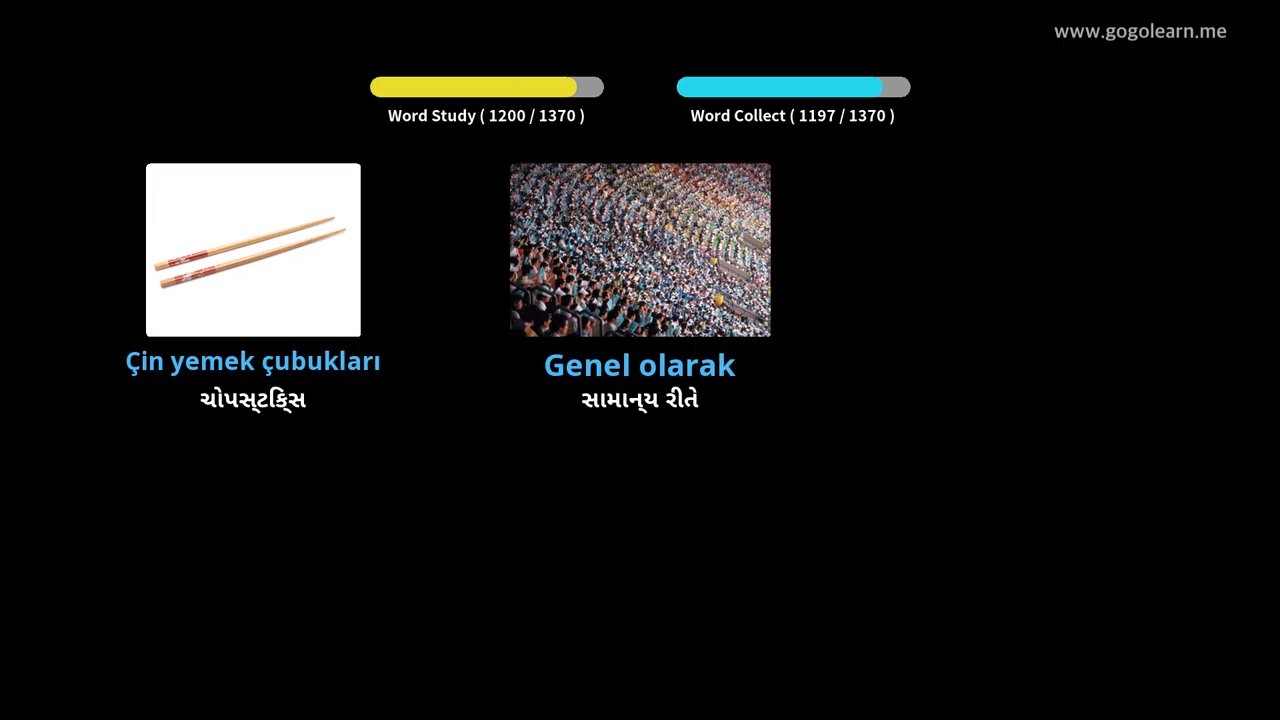 www.gogolearn.me
Word Study ( 1200 / 1370 )
Word Collect ( 1197 / 1370 )
Çin yemek çubukları
ચોપસ્ટિક્સ
Genel olarak
સામાન્ય રીતે